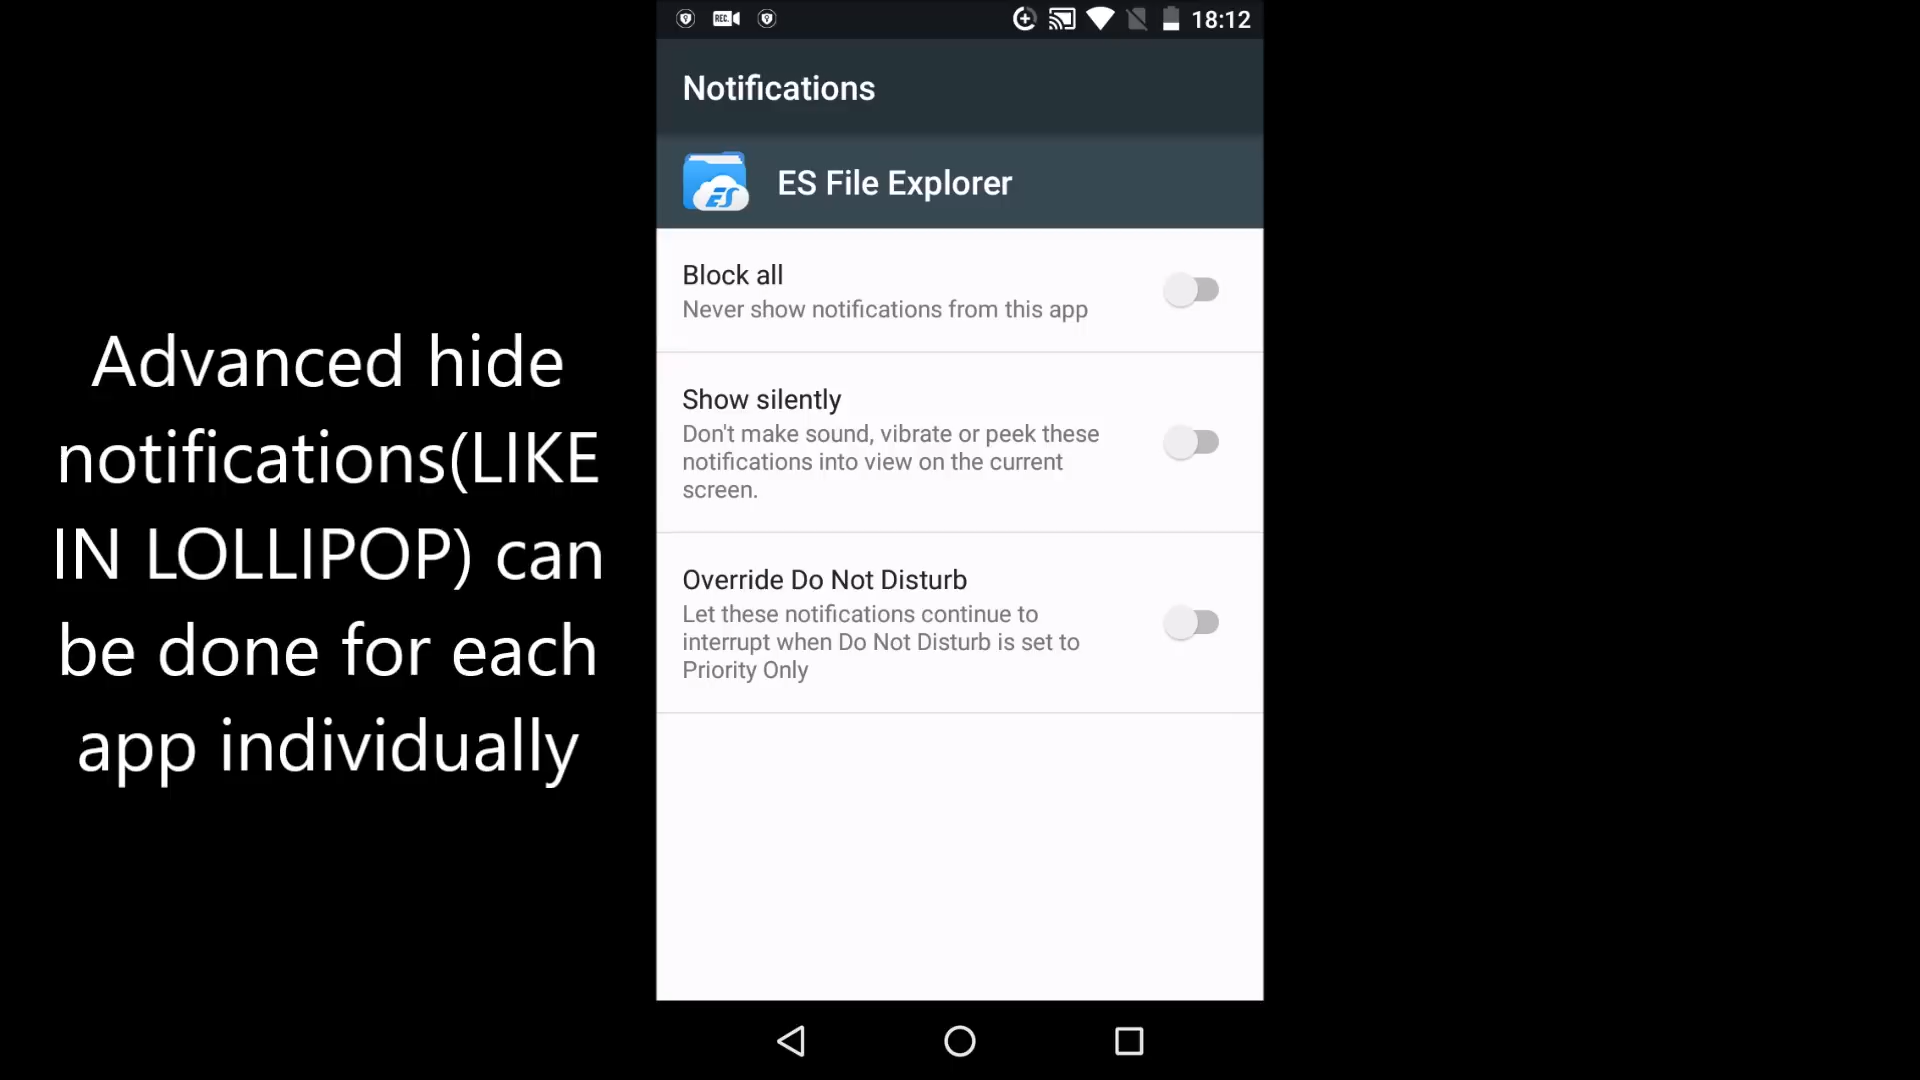 REC 18:12
Notifications
ES
ES File Explorer
Block all
Never show notifications from this app
Show silently
Don't make sound, vibrate or peek these
notifications into view on the current
screen.
Override Do Not Disturb
Let these notifications continue to
interrupt when Do Not Disturb is set to
Priority Only
Advanced hide
notifications(LIKE
IN LOLLIPOP) can
be done for each
app individually